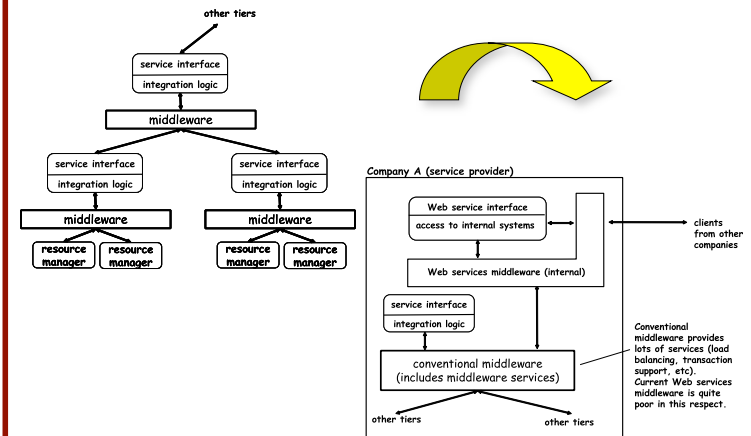 other tiers
service interface
integration logic
middleware
service interface
integration logic
service interface
integration logic
middleware
middleware
resource
manager
resource
manager
resource
manager
resource
manager
Company A (service provider)
Web service interface
access to internal systems
clients
from other
companies
Web services middleware (internal)
service interface
integration logic
conventional middleware
(includes middleware services)
other tiers
other tiers
Conventional
middleware provides
lots of services (load
balancing, transaction
support, etc).
Current Web services
middleware is quite
poor in this respect.